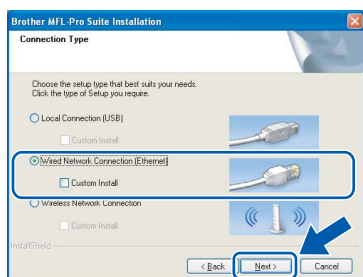 Brother MFL-Pro Suite Installation
Connection Type
Choose the setup type that best suits your needs.
Click the type of Setup you require.
Local Connection (USB)
Custom Install
Wired Network Connection (Ethernet)
Custom Install
Wireless Network Connection
Custom Install
InstallShield
< Back Next > Cancel